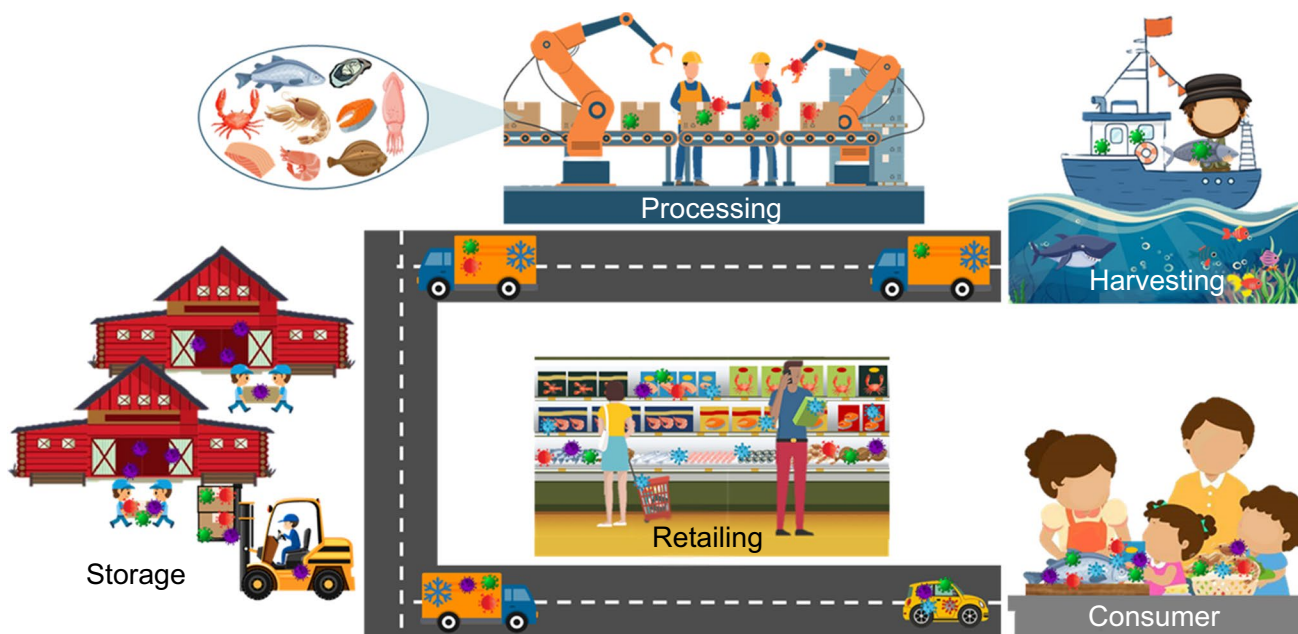 Processing
Harvesting
Retailing
Storage
Consumer